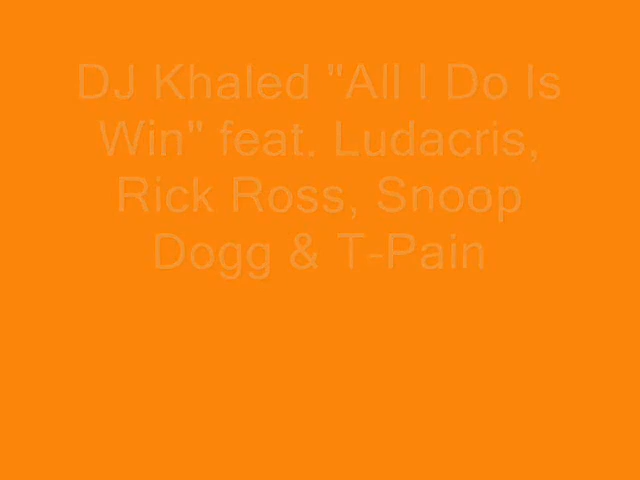 DJ Khaled "All I Do Is
Win" feat. Ludacris,
Rick Ross, Snoop
Dogg & T-Pain